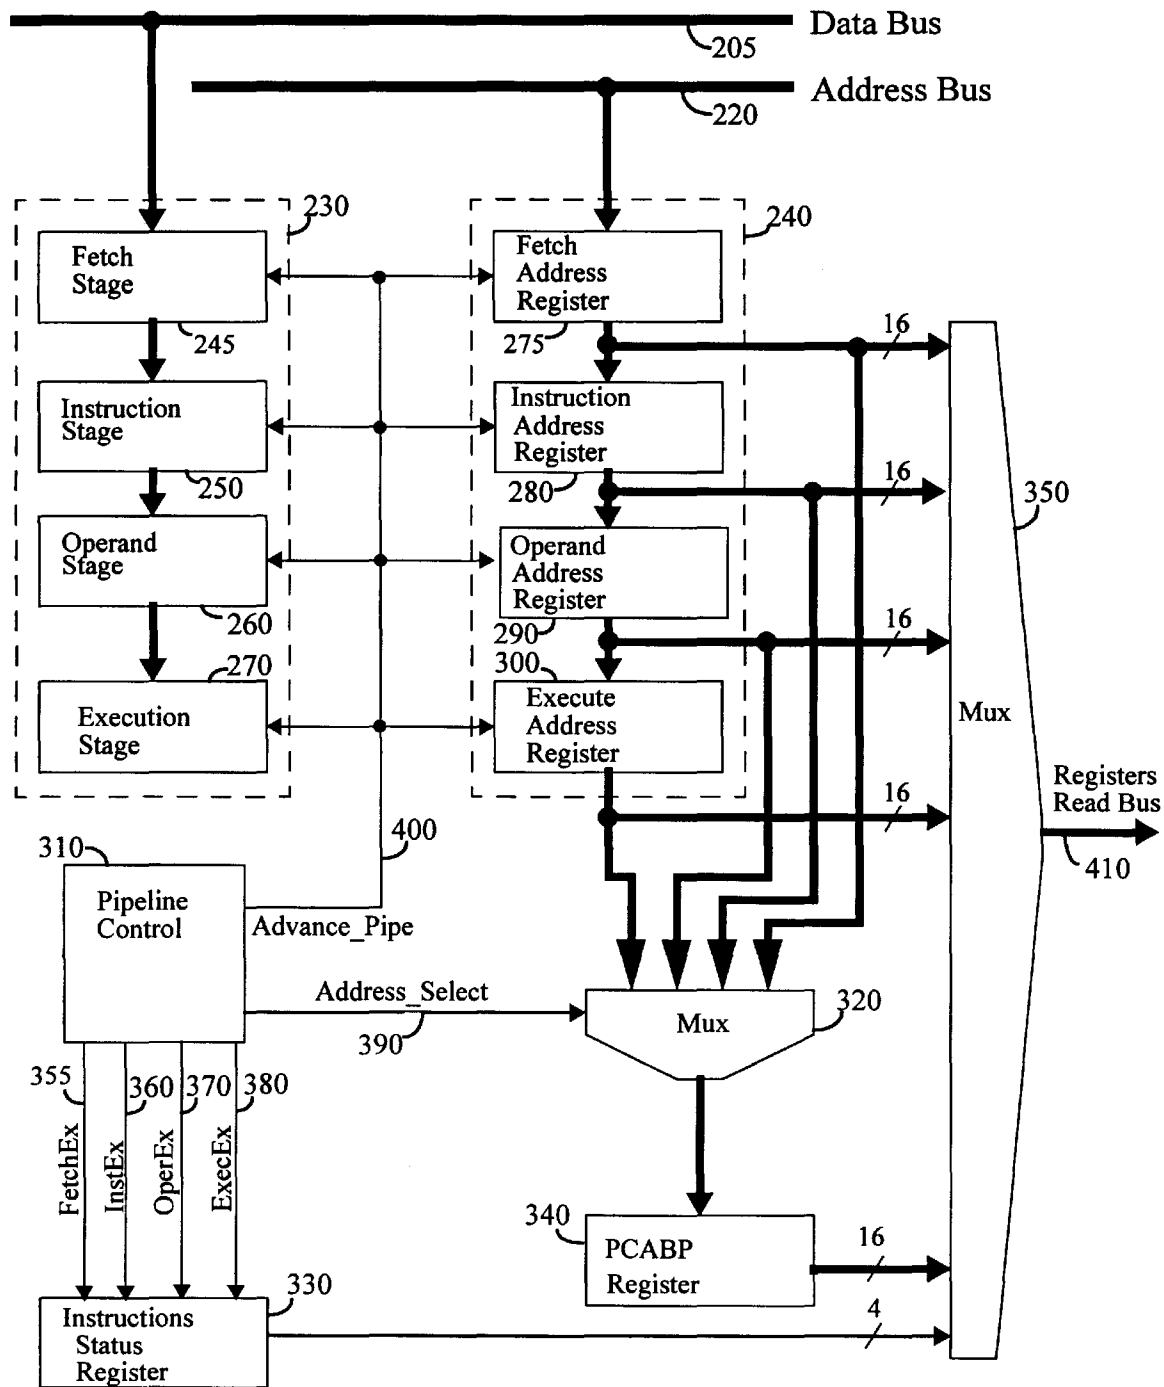 Data Bus
205
Address Bus
220
230
240
Fetch
Stage
245
Fetch
Address
Register
275
16
Instruction
Stage
250
Instruction
Address
Register
280
16
350
Operand
Stage
260
Operand
Address
Register
290
16
270
Execution
Stage
300
Execute
Address
Register
Mux
16
Registers
Read Bus
410
400
310
Pipeline
Control
Advance_Pipe
Address_Select
390
Mux
320
355
360
370
380
FetchEx
InstEx
OperEx
ExecEx
340
PCABP
Register
16
330
Instructions
Status
Register
4